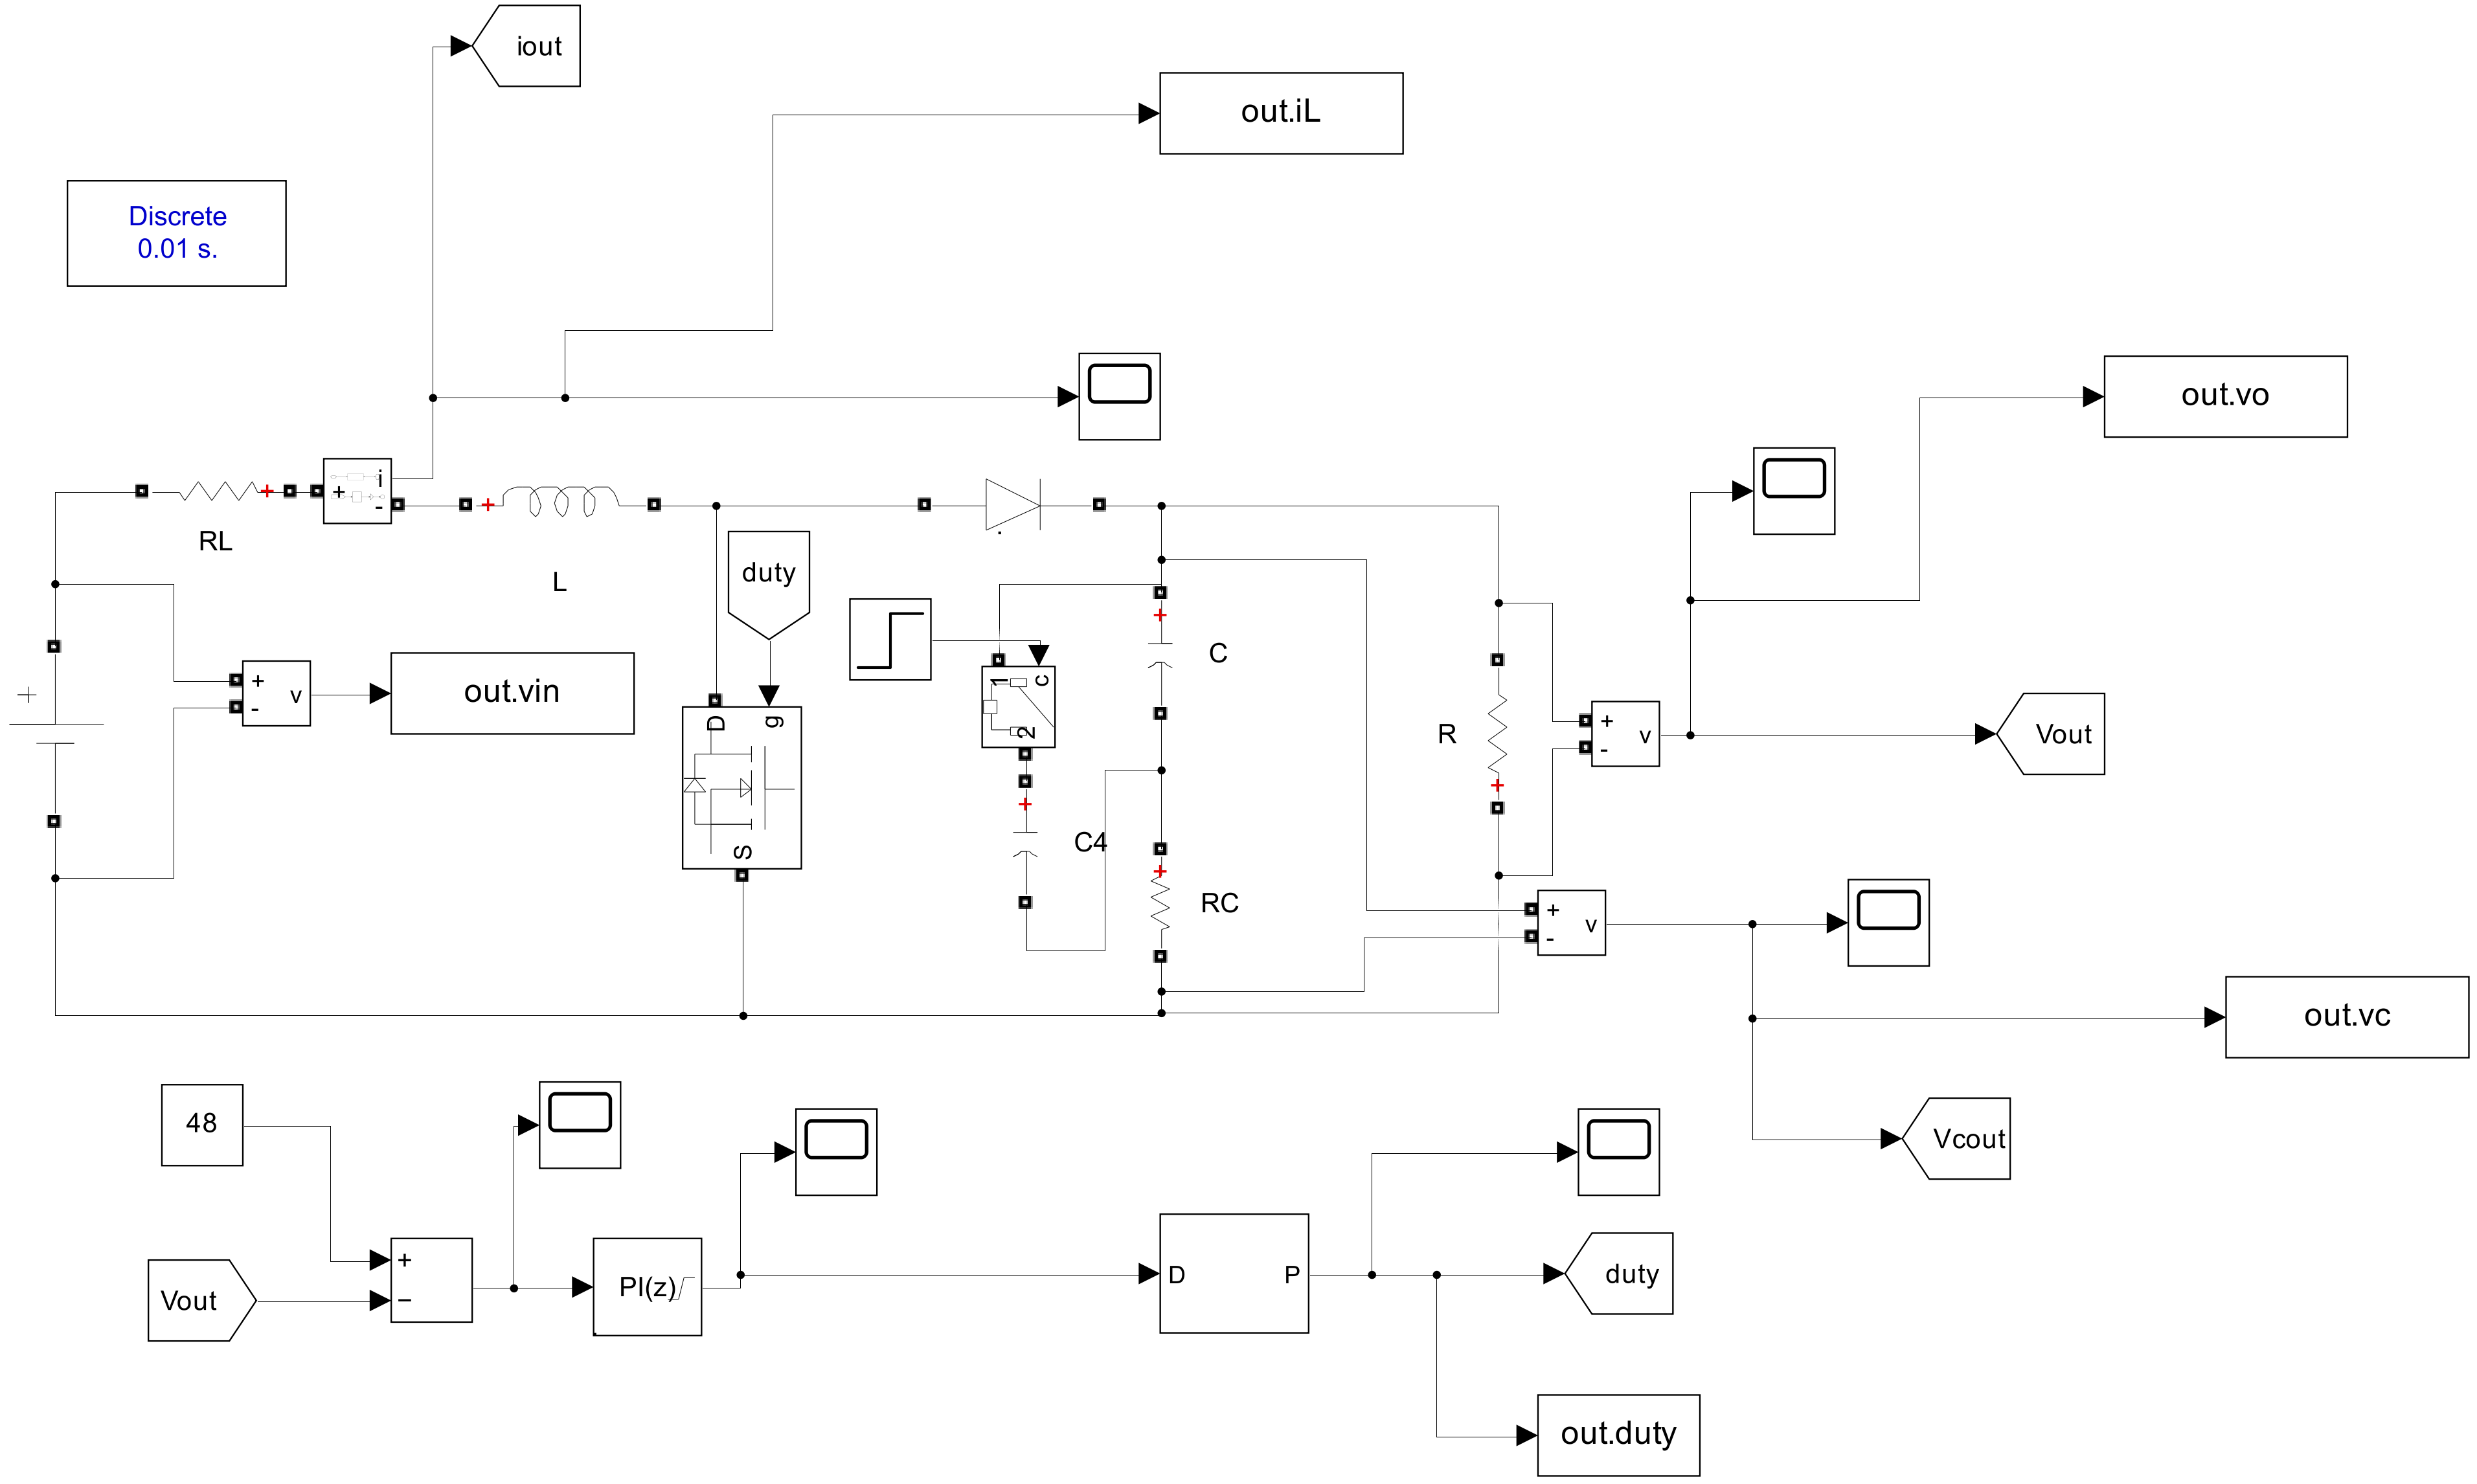 iout
out.iL
Discrete
0.01 s.
out.vo
i
+
-
RL
L
duty
C
+
-
v
out.vin
+
D
g
S
1
c
2
R
+
-
v
Vout
C4
RC
+
-
v
out.vc
48
Vcout
+
−
Vout
PI(z)
D
P
duty
out.duty